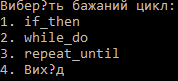 Вибер?ть бажаний цикл:
1. if_then
2. while_do
3. repeat_until
4. Вих?д